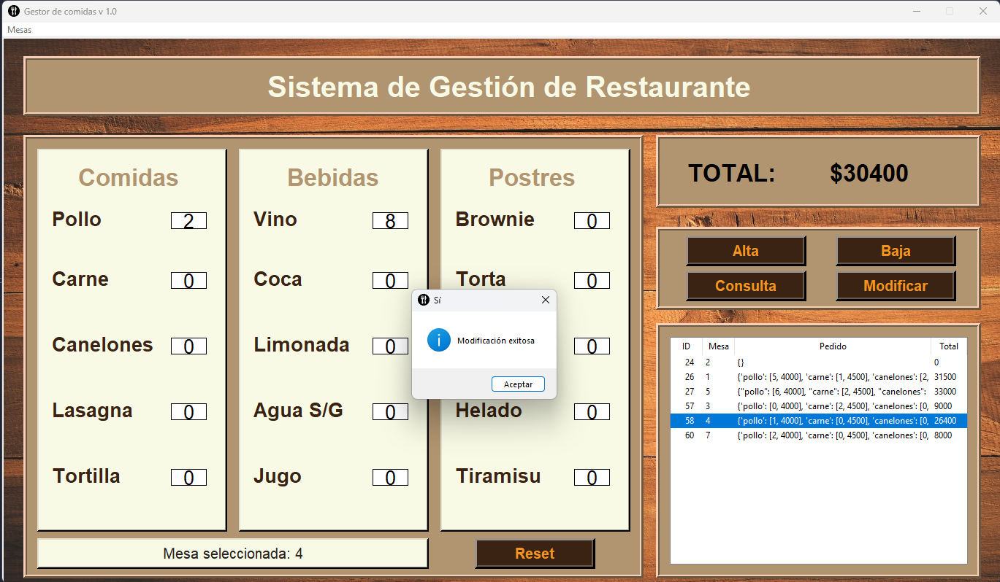 Gestor de comidas v 1.0
Mesas
Sistema de Gestión de Restaurante
Comidas
Pollo 2
Carne 0
Canelones 0
Lasagna 0
Tortilla 0
Bebidas
Vino 8
Coca 0
Limonada 0
Agua S/G 0
Jugo 0
Postres
Brownie 0
Torta 0
0
Helado 0
Tiramisu 0
Mesa seleccionada: 4
Reset
Sí
Modificación exitosa
Aceptar
TOTAL: $30400
Alta Baja
Consulta Modificar
ID Mesa Pedido Total
24 2 {} 0
26 1 {'pollo': [5, 4000], 'carne': [1, 4500], 'canelones': [2, 31500
27 5 {"pollo": [6, 4000], "carne": [2, 4500], "canelones": 33000
57 3 {'pollo': [0, 4000], 'carne': [2, 4500], 'canelones': [0, 9000
58 4 {'pollo': [1, 4000], 'carne': [0, 4500], 'canelones': [0, 26400
60 7 {'pollo': [2, 4000], 'carne': [0, 4500], 'canelones': [0, 8000